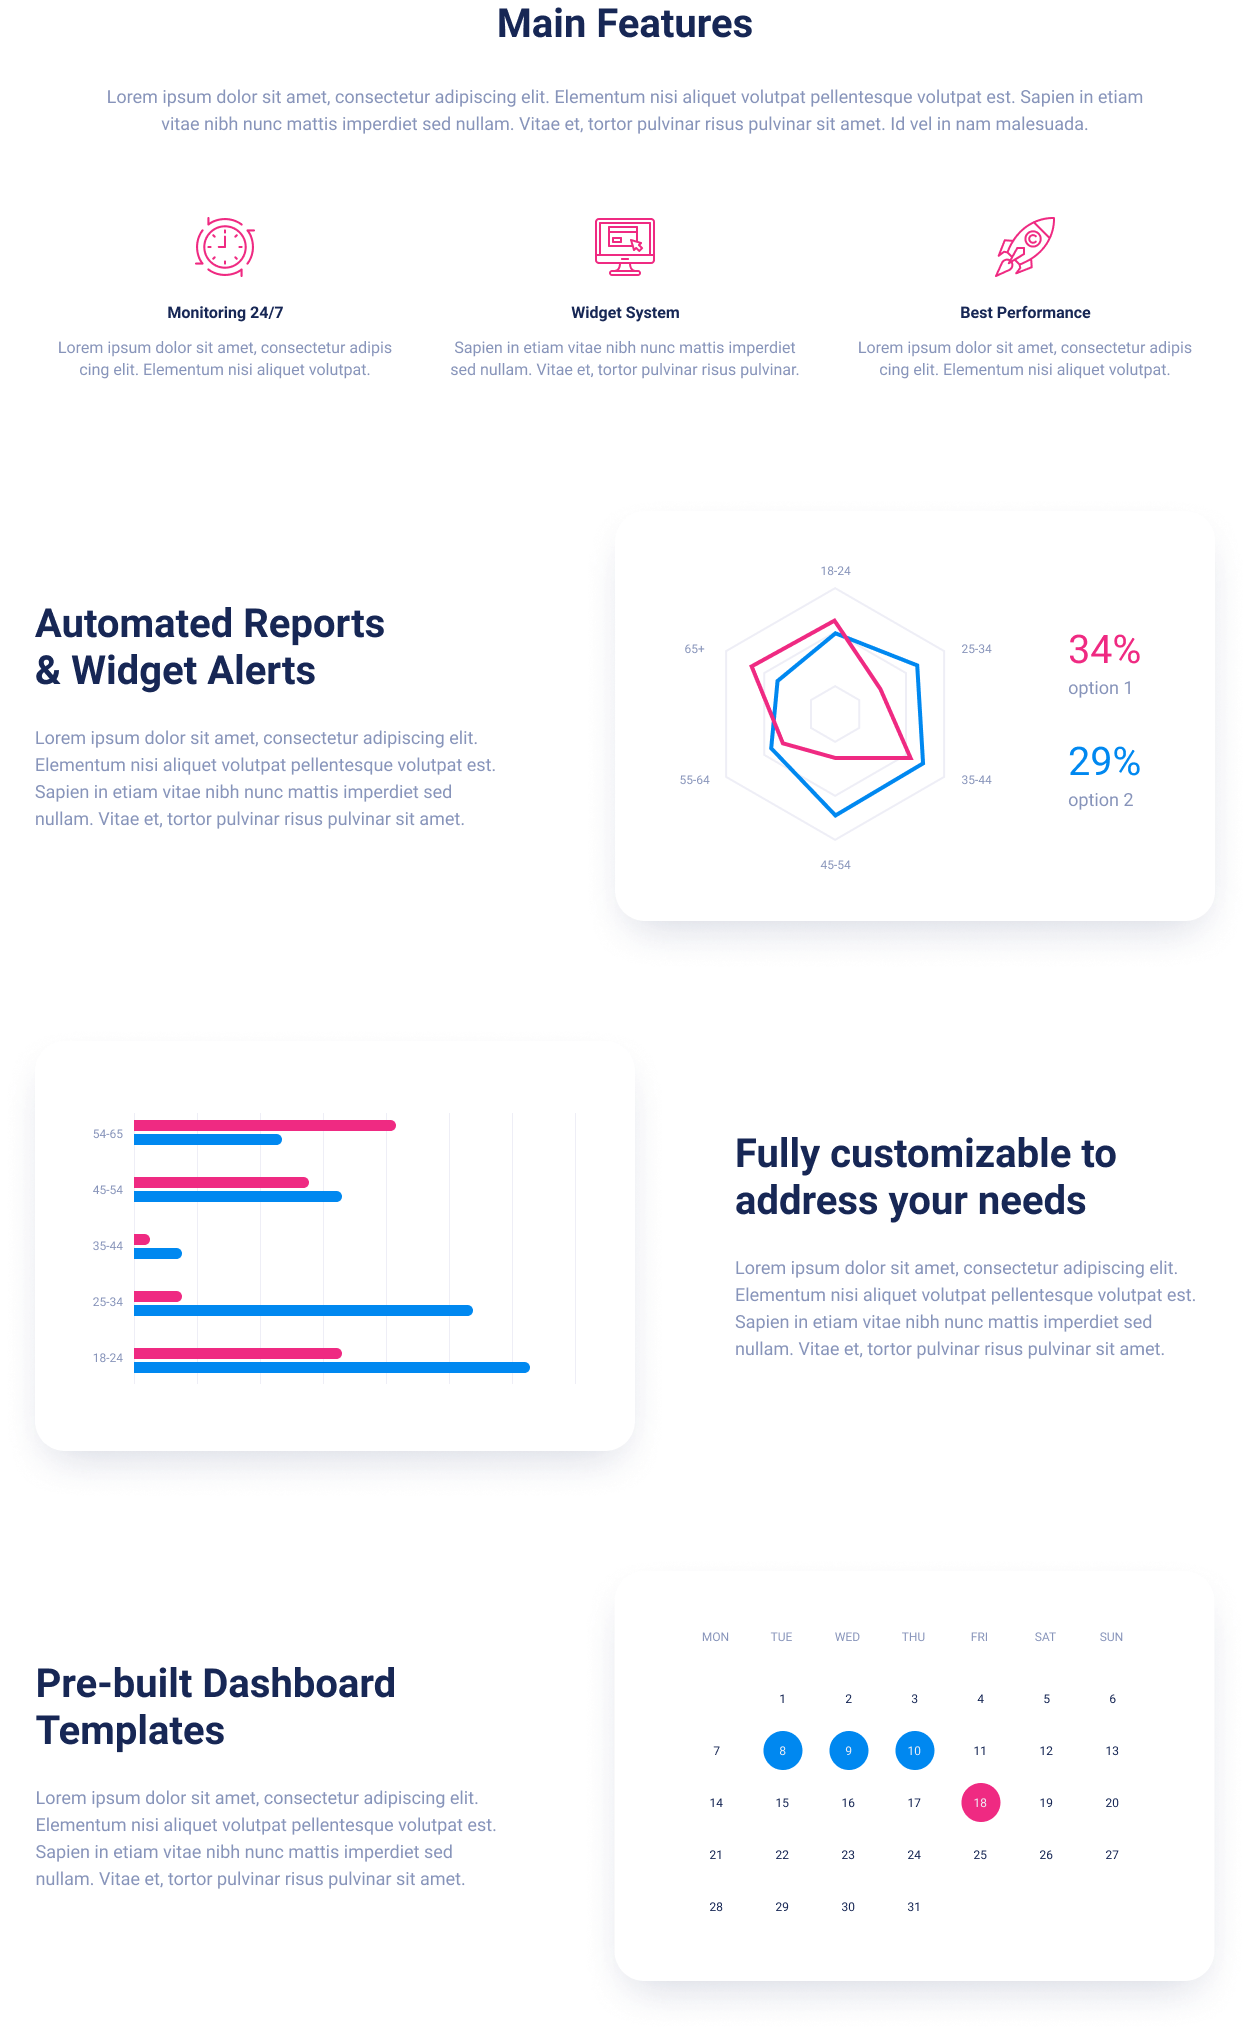 Main Features
Lorem ipsum dolor sit amet, consectetur adipiscing elit. Elementum nisi aliquet volutpat pellentesque volutpat est. Sapien in etiam
vitae nibh nunc mattis imperdiet sed nullam. Vitae et, tortor pulvinar risus pulvinar sit amet. Id vel in nam malesuada.
Monitoring 24/7
Lorem ipsum dolor sit amet, consectetur adipis
cing elit. Elementum nisi aliquet volutpat.
Widget System
Sapien in etiam vitae nibh nunc mattis imperdiet
sed nullam. Vitae et, tortor pulvinar risus pulvinar.
Best Performance
Lorem ipsum dolor sit amet, consectetur adipis
cing elit. Elementum nisi aliquet volutpat.
Automated Reports
& Widget Alerts
Lorem ipsum dolor sit amet, consectetur adipiscing elit.
Elementum nisi aliquet volutpat pellentesque volutpat est.
Sapien in etiam vitae nibh nunc mattis imperdiet sed
nullam. Vitae et, tortor pulvinar risus pulvinar sit amet.
18-24
65+
25-34
55-64
35-44
45-54
34%
option 1
29%
option 2
54-65
45-54
35-44
25-34
18-24
Fully customizable to
address your needs
Lorem ipsum dolor sit amet, consectetur adipiscing elit.
Elementum nisi aliquet volutpat pellentesque volutpat est.
Sapien in etiam vitae nibh nunc mattis imperdiet sed
nullam. Vitae et, tortor pulvinar risus pulvinar sit amet.
Pre-built Dashboard
Templates
Lorem ipsum dolor sit amet, consectetur adipiscing elit.
Elementum nisi aliquet volutpat pellentesque volutpat est.
Sapien in etiam vitae nibh nunc mattis imperdiet sed
nullam. Vitae et, tortor pulvinar risus pulvinar sit amet.
MON TUE WED THU FRI SAT SUN
1 2 3 4 5 6
7 8 9 10 11 12 13
14 15 16 17 18 19 20
21 22 23 24 25 26 27
28 29 30 31